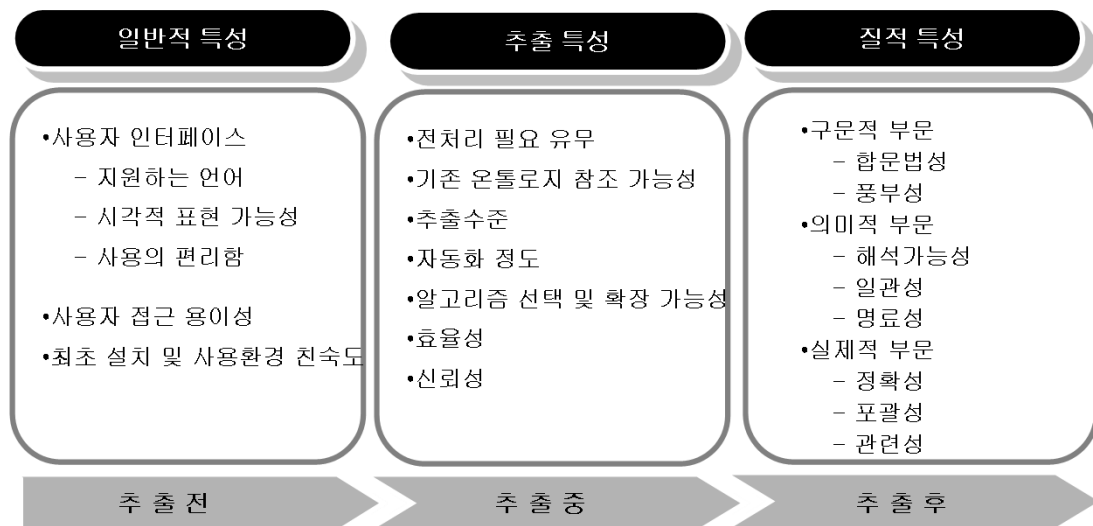 일반적 특성
•사용자 인터페이스
– 지원하는 언어
– 시각적 표현 가능성
– 사용의 편리함
•사용자 접근 용이성
•최초 설치 및 사용환경 친숙도
추 출 전
추출 특성
•전처리 필요 유무
•기존 온톨로지 참조 가능성
•추출수준
•자동화 정도
•알고리즘 선택 및 확장 가능성
•효율성
•신뢰성
추 출 중
질적 특성
•구문적 부문
– 합문법성
– 풍부성
•의미적 부문
– 해석가능성
– 일관성
– 명료성
•실제적 부문
– 정확성
– 포괄성
– 관련성
추 출 후